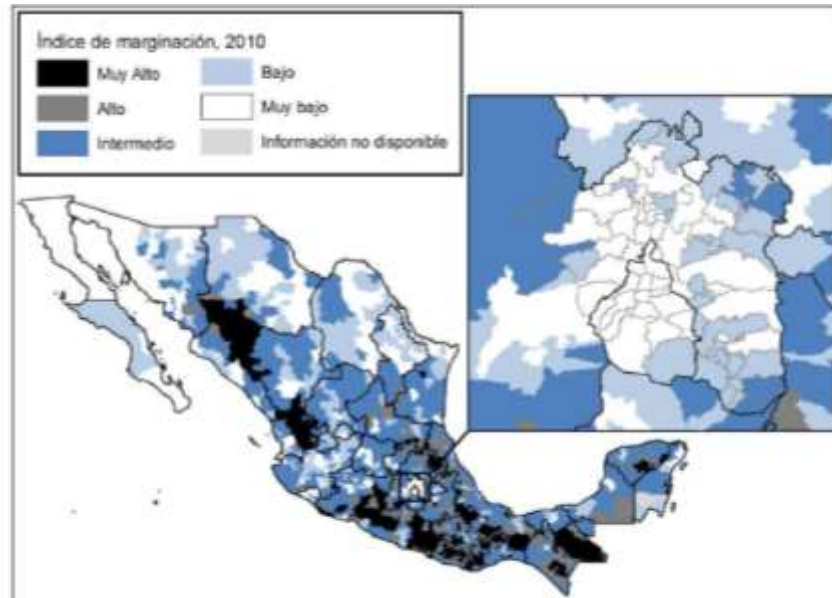 Índice de marginación, 2010
Muy Alto
Bajo
Alto
Muy bajo
Intermedio
Información no disponible